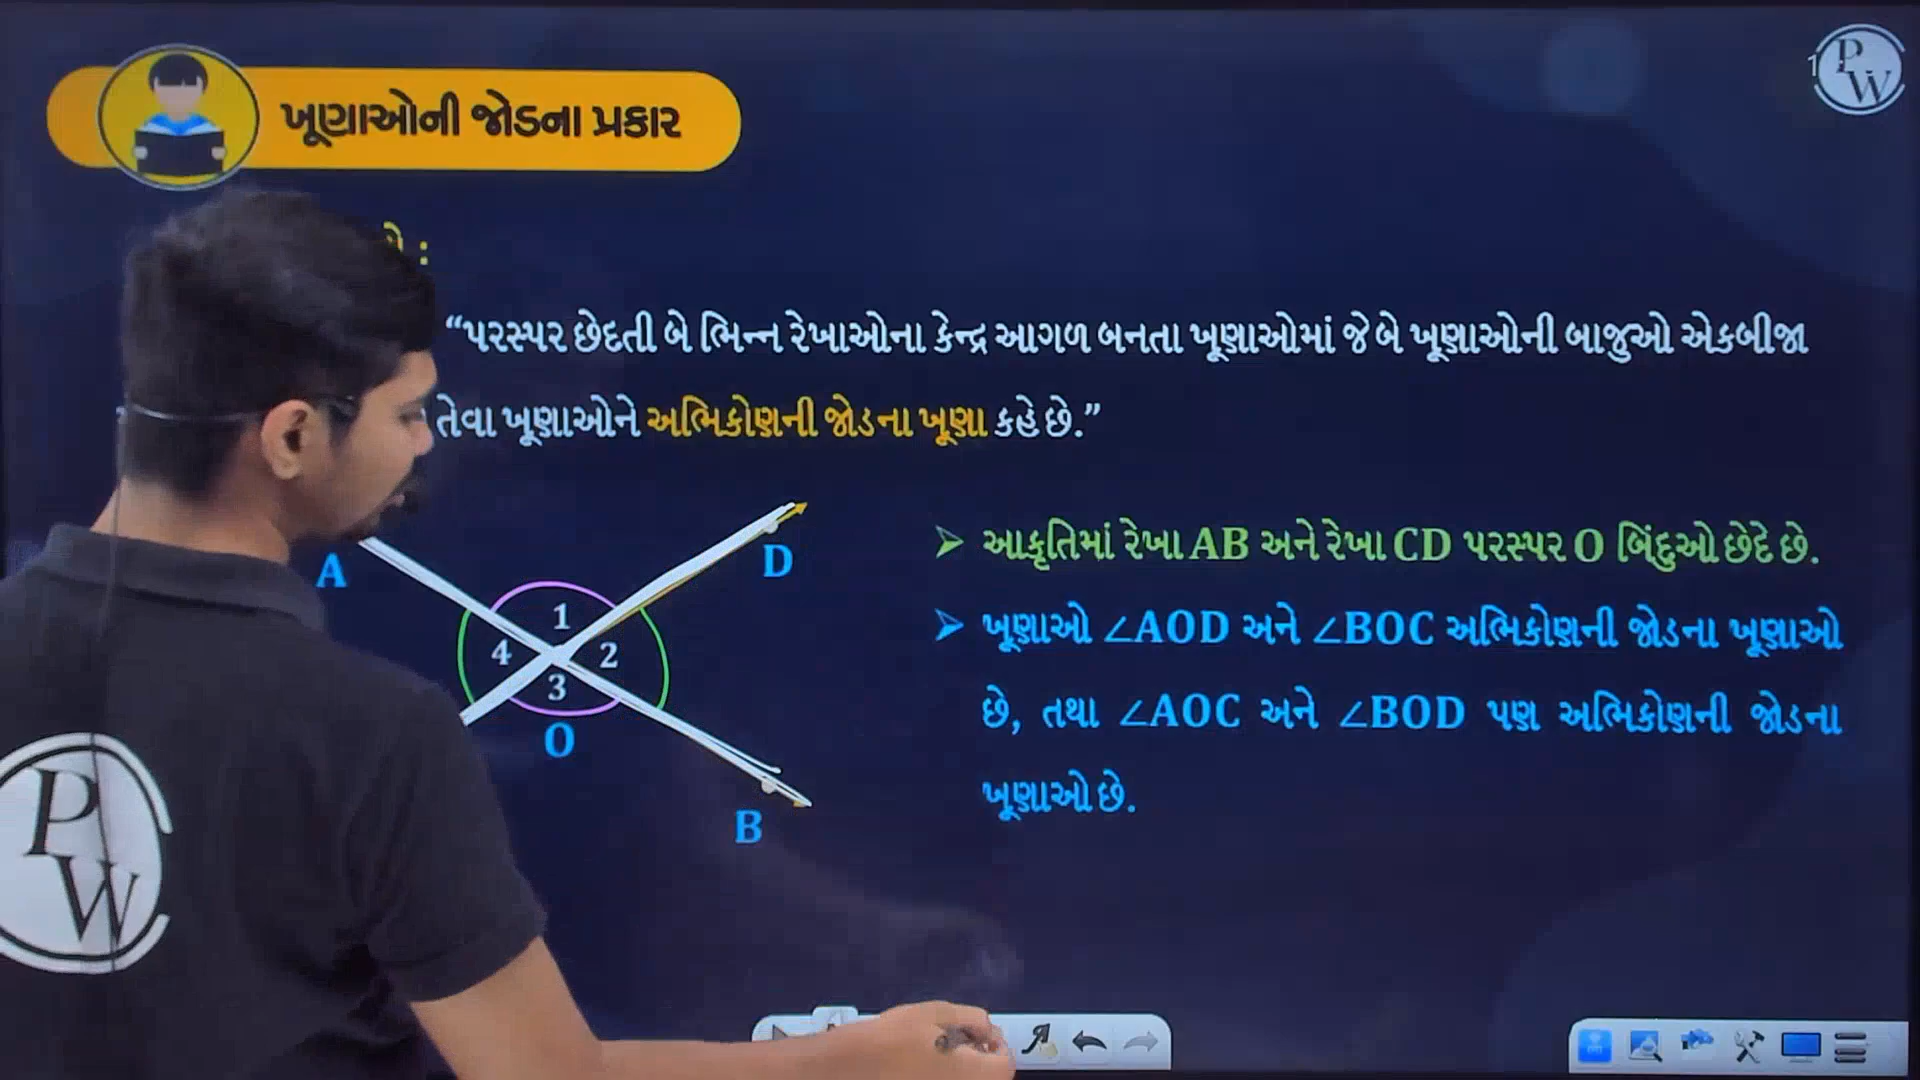 ખૂણાઓની જોડના પ્રકાર
PW
“પરસ્પર છેદતી બે ભિન્ન રેખાઓના કેન્દ્ર આગળ બનતા ખૂણાઓમાં જે બે ખૂણાઓની બાજુઓ એકબીજા
તેવા ખૂણાઓને અભિકોણની જોડના ખૂણા કહે છે.”
A
D
1
4
2
3
O
B
➢ આકૃતિમાં રેખા AB અને રેખા CD પરસ્પર O બિંદુઓ છેદે છે.
➢ ખૂણાઓ ∠AOD અને ∠BOC અભિકોણની જોડના ખૂણાઓ
છે, તથા ∠AOC અને ∠BOD પણ અભિકોણની જોડના
ખૂણાઓ છે.
PW